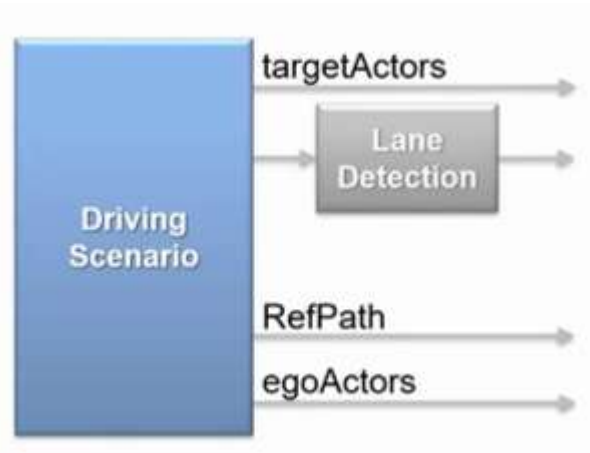 targetActors
Lane
Detection
Driving
Scenario
RefPath
egoActors